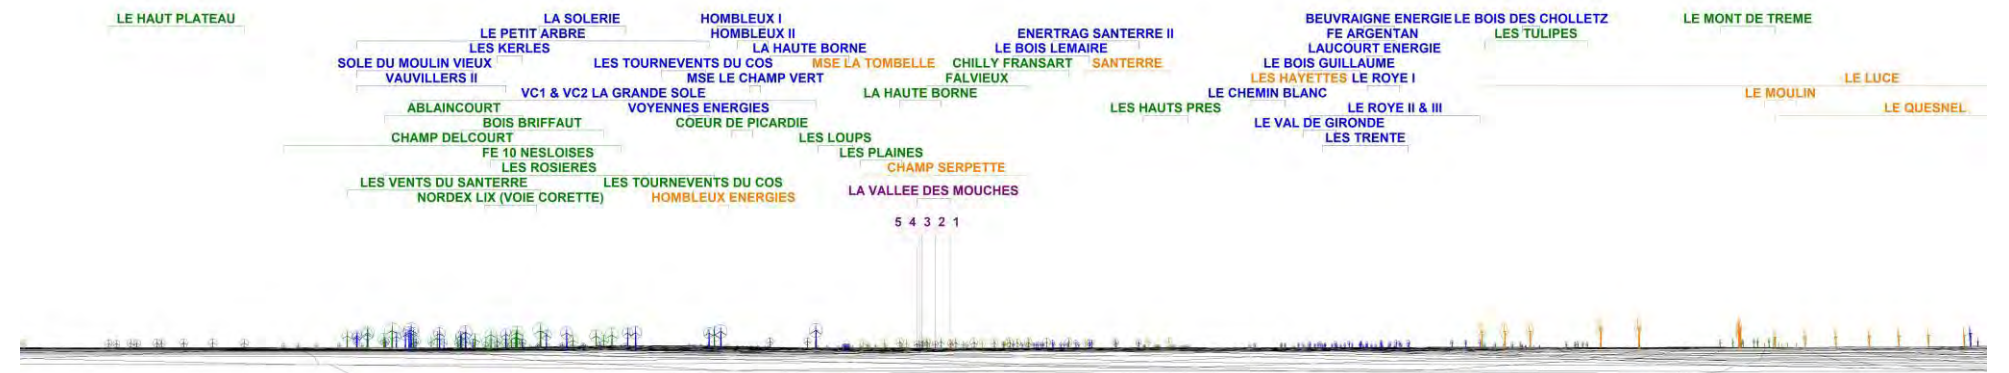 LE HAUT PLATEAU LA SOLERIE HOMBLEUX I BEUVRAIGNE ENERGIE LE BOIS DES CHOLLETZ LE MONT DE TREME
LE PETIT ARBRE HOMBLEUX II ENERTRAG SANTERRE II FE ARGENTAN LES TULIPES
LES KERLES LA HAUTE BORNE LE BOIS LEMAIRE LAUCOURT ENERGIE
SOLE DU MOULIN VIEUX LES TOURNEVENTS DU COS MSE LA TOMBELLE CHILLY FRANSART SANTERRE LE BOIS GUILLAUME
VAUVILLERS II MSE LE CHAMP VERT FALVIEUX LES HAYETTES LE ROYE I LE LUCE
VC1 & VC2 LA GRANDE SOLE LA HAUTE BORNE LE CHEMIN BLANC LE MOULIN
ABLAINCOURT VOYENNES ENERGIES LES HAUTS PRES LE ROYE II & III LE QUESNEL
BOIS BRIFFAUT COEUR DE PICARDIE LE VAL DE GIRONDE
CHAMP DELCOURT LES LOUPS LES TRENTE
FE 10 NESLOISES LES PLAINES
LES ROSIERES CHAMP SERPETTE
LES VENTS DU SANTERRE LES TOURNEVENTS DU COS
LA VALLEE DES MOUCHES
NORDEX LIX (VOIE CORETTE) HOMBLEUX ENERGIES
5 4 3 2 1